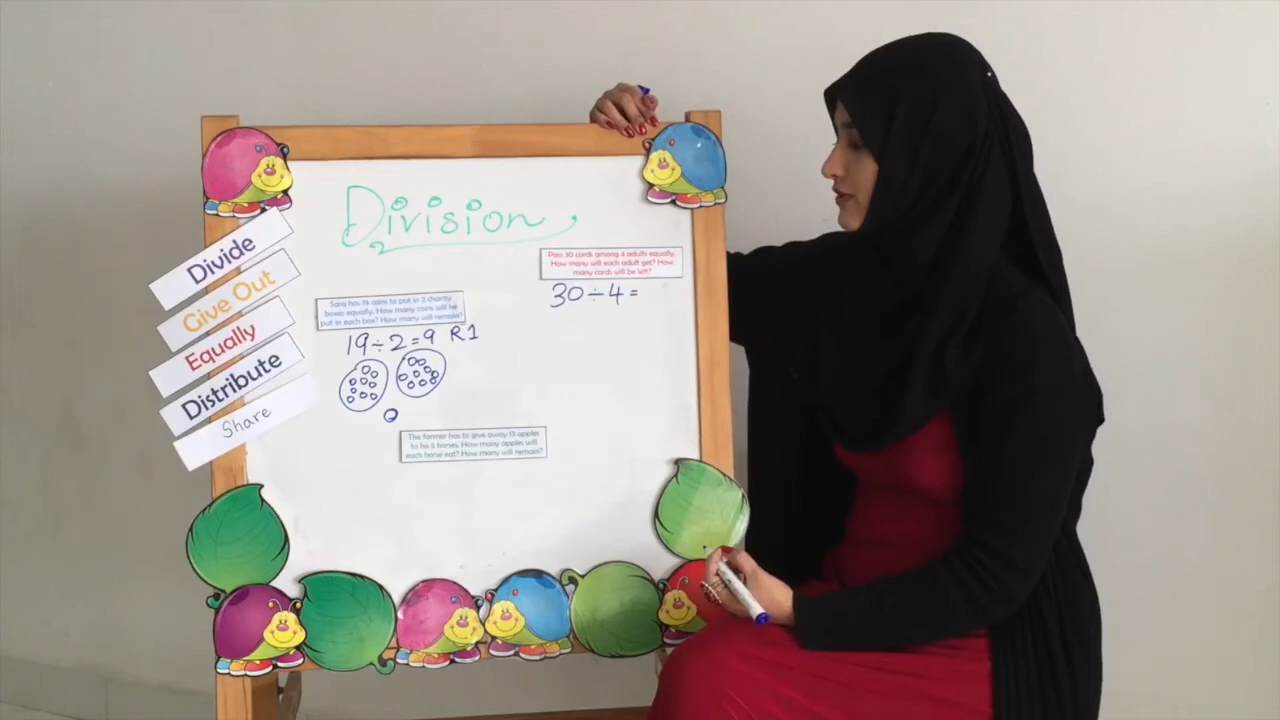 Division
Divide
Give Out
Equally
Distribute
Share
Pass 30 cards among 4 adults equally.
How many will each adult get? How
many cards will be left?
30÷4=
Sara has 19 coins to put in 2 charity
boxes equally. How many coins will be
put in each box? How many will remain?
19÷2=9 R1
The farmer has to give away 13 apples
to his 5 horses. How many apples will
each horse eat? How many will remain?